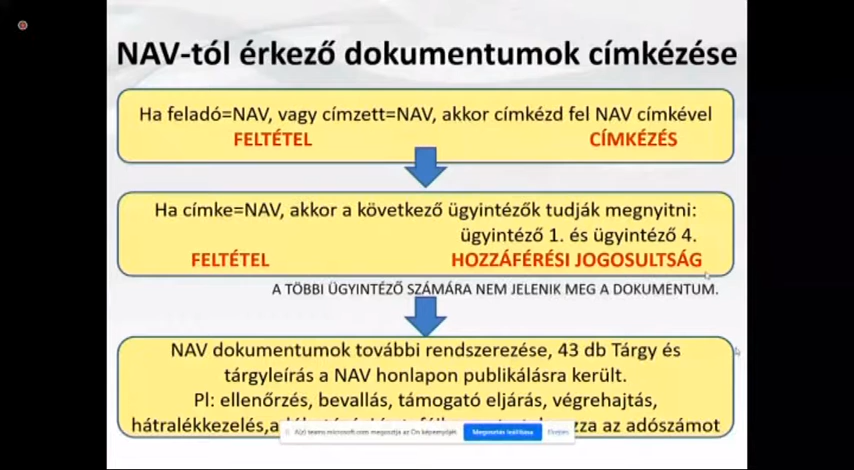 NAV-tól érkező dokumentumok címkézése
Ha feladó=NAV, vagy címzett=NAV, akkor címkézd fel NAV címkével
FELTÉTEL CÍMKÉZÉS
Ha címke=NAV, akkor a következő ügyintézők tudják megnyitni:
ügyintéző 1. és ügyintéző 4.
FELTÉTEL HOZZÁFÉRÉSI JOGOSULTSÁG
A TÖBBI ÜGYINTÉZŐ SZÁMÁRA NEM JELENIK MEG A DOKUMENTUM.
NAV dokumentumok további rendszerezése, 43 db Tárgy és
tárgyleírás a NAV honlapon publikálásra került.
Pl: ellenőrzés, bevallás, támogató eljárás, végrehajtás,
hátralékkezelés, az adószámot
A(z) teams.microsoft.com megosztja az Ön képernyőjét. Megosztás leállítása Elrejtés